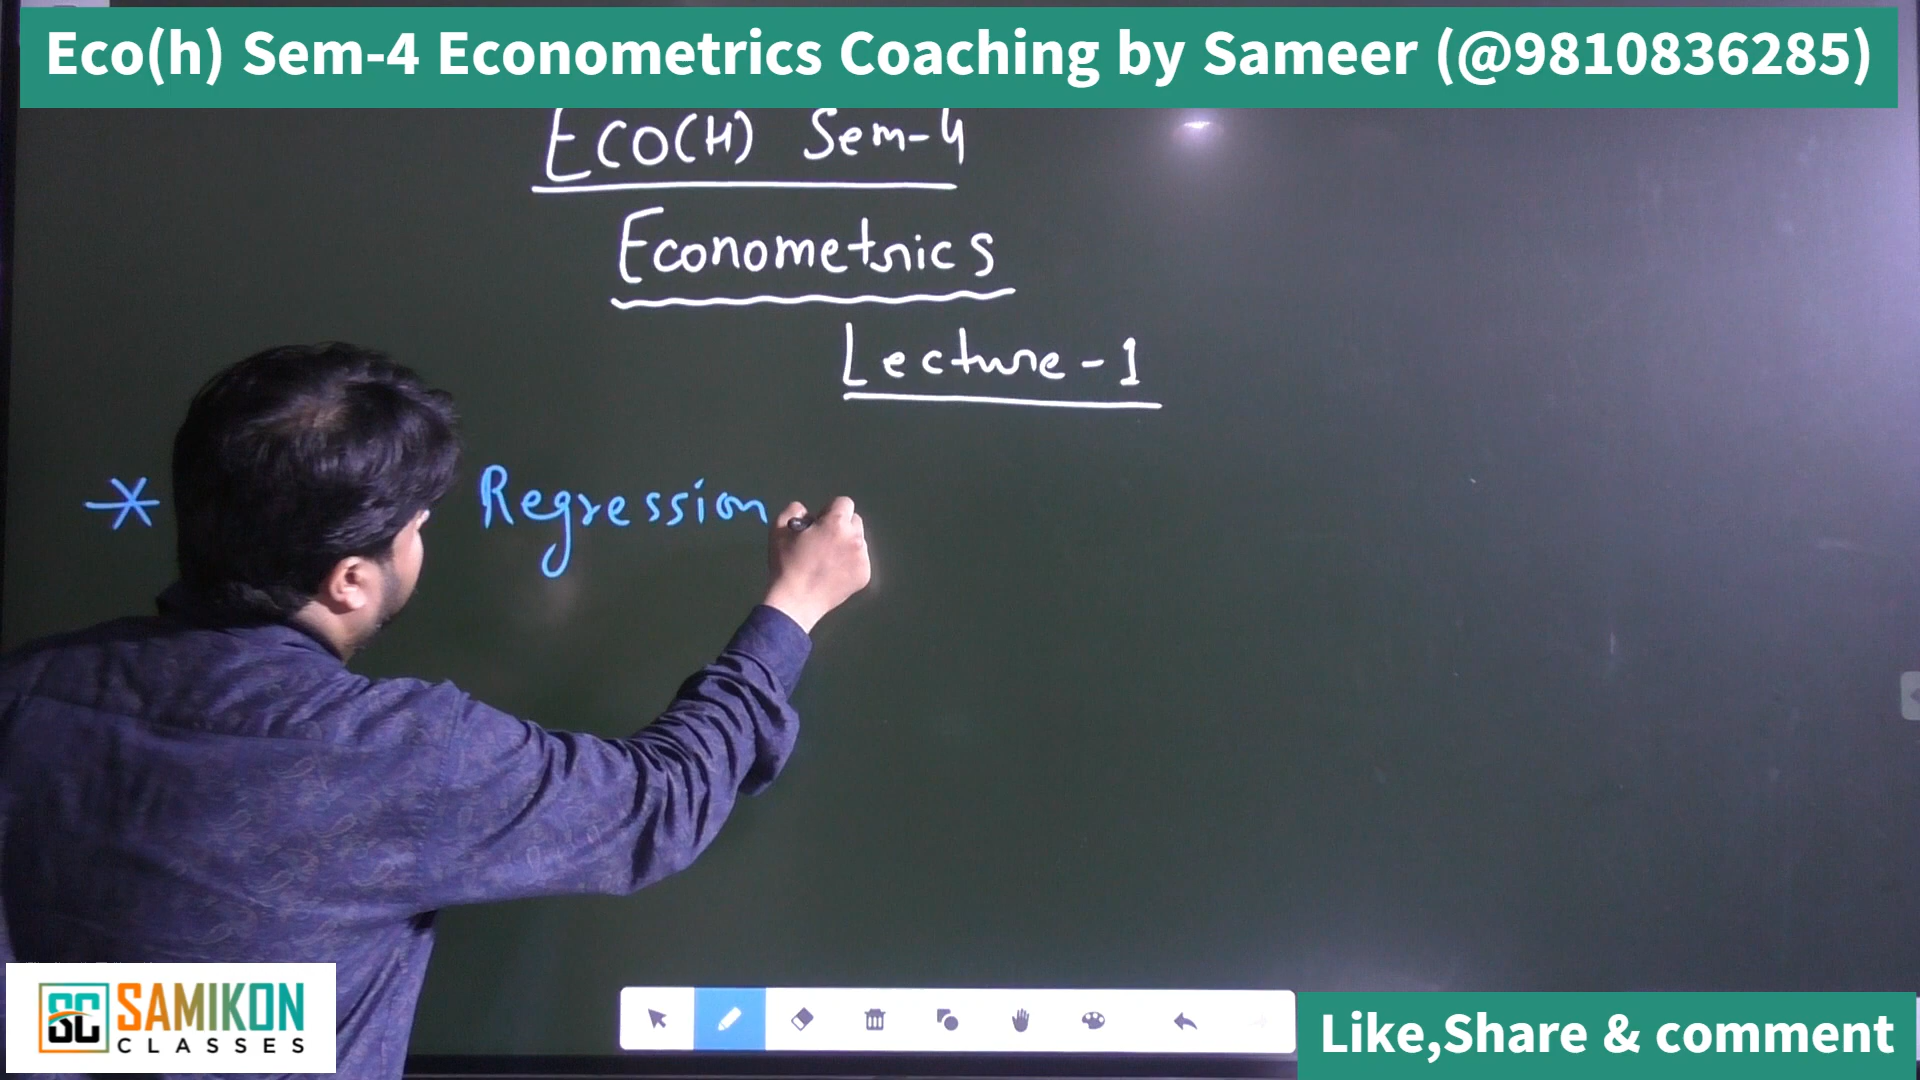 Eco(h) Sem-4 Econometrics Coaching by Sameer (@9810836285)
ECO(H) Sem-4
Econometrics
Lecture-1
* Regression
SC SAMIKON
CLASSES
Like,Share & comment